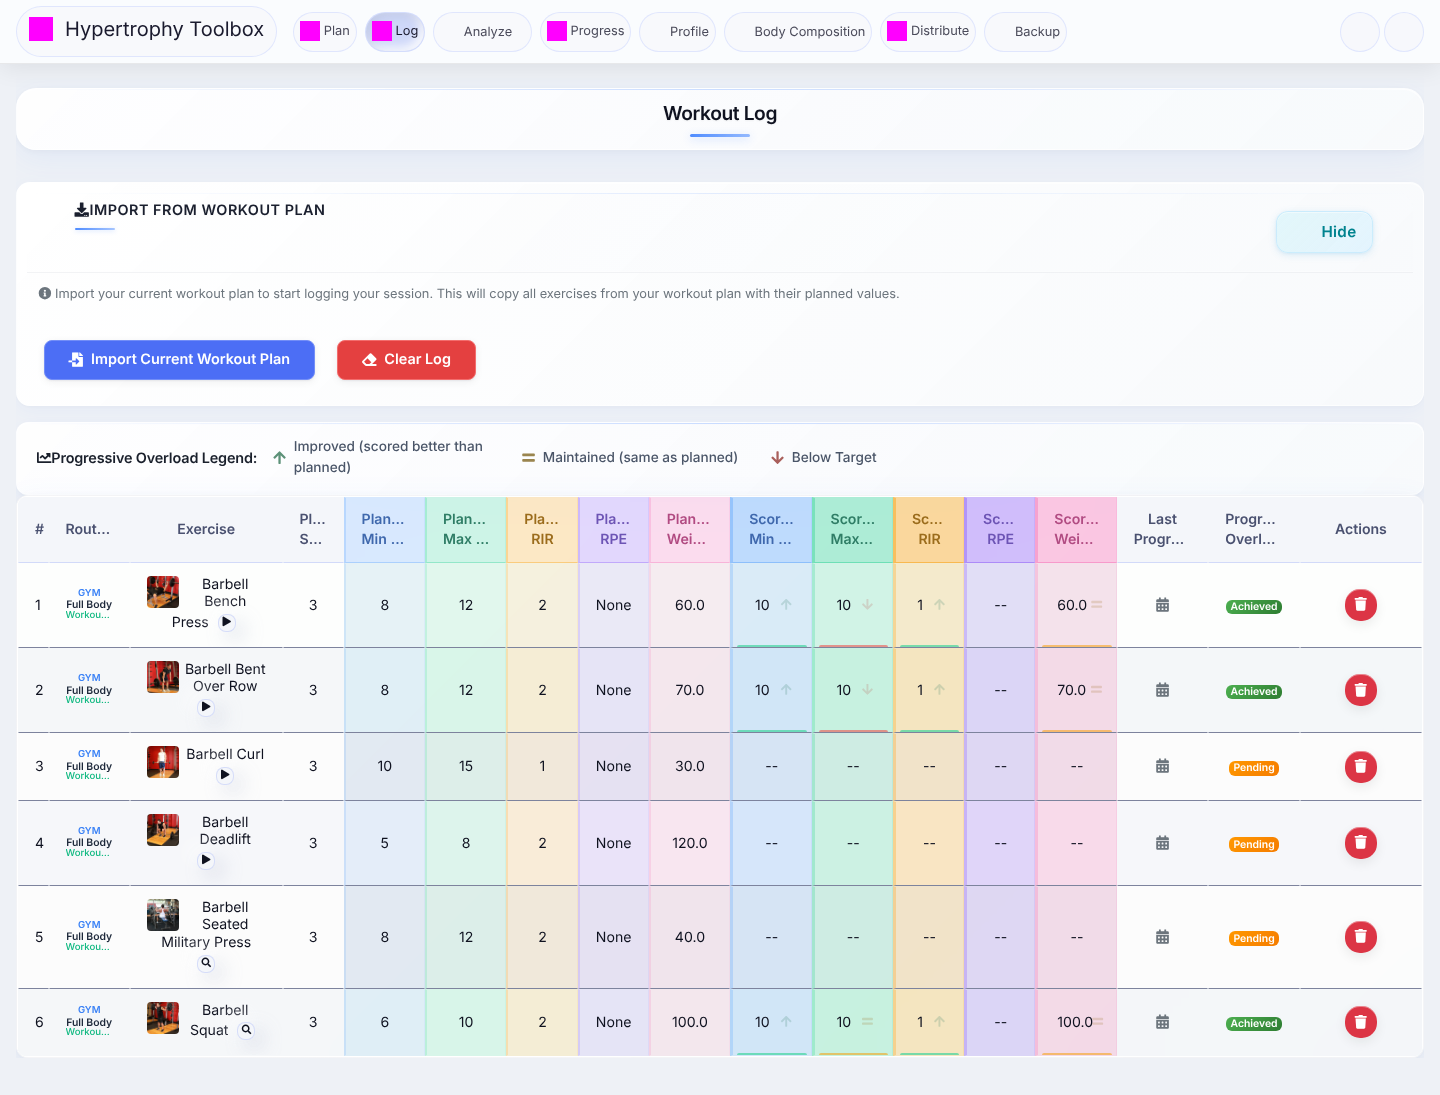 Hypertrophy Toolbox
Plan
Log
Analyze
Progress
Profile
Body Composition
Distribute
Backup
Workout Log
IMPORT FROM WORKOUT PLAN
Hide
Import your current workout plan to start logging your session. This will copy all exercises from your workout plan with their planned values.
Import Current Workout Plan
Clear Log
Progressive Overload Legend:
Improved (scored better than
planned)
Maintained (same as planned)
Below Target
# Rout... Exercise Pl... S... Plan... Min ... Plan... Max ... Pla... RIR Pla... RPE Plan... Wei... Scor... Min ... Scor... Max... Sc... RIR Sc... RPE Scor... Wei... Last Progr... Progr... Overl... Actions
1 GYM Full Body Workou... Barbell Bench Press 3 8 12 2 None 60.0 10 10 1 -- 60.0 Achieved
2 GYM Full Body Workou... Barbell Bent Over Row 3 8 12 2 None 70.0 10 10 1 -- 70.0 Achieved
3 GYM Full Body Workou... Barbell Curl 3 10 15 1 None 30.0 -- -- -- -- -- Pending
4 GYM Full Body Workou... Barbell Deadlift 3 5 8 2 None 120.0 -- -- -- -- -- Pending
5 GYM Full Body Workou... Barbell Seated Military Press 3 8 12 2 None 40.0 -- -- -- -- -- Pending
6 GYM Full Body Workou... Barbell Squat 3 6 10 2 None 100.0 10 10 1 -- 100.0 Achieved